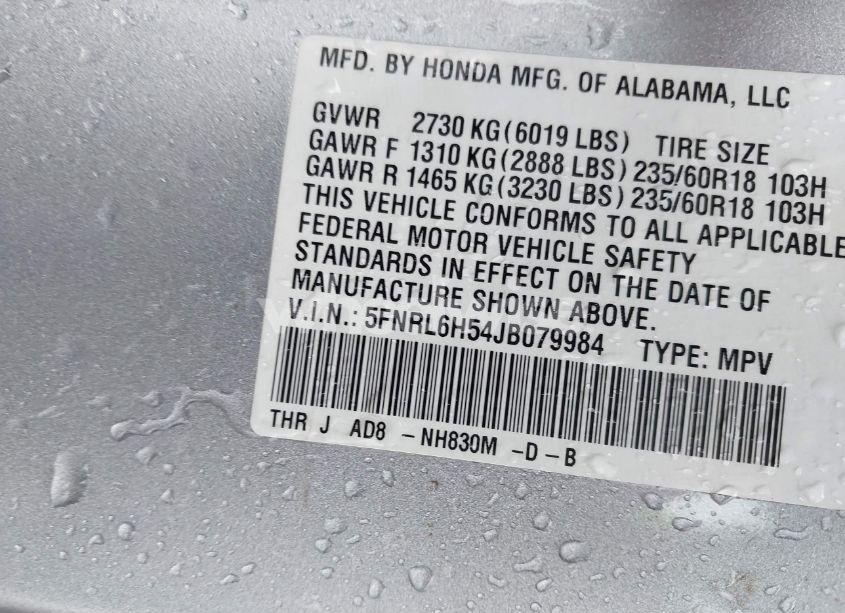 MFD. BY HONDA MFG. OF ALABAMA, LLC
GVWR 2730 KG (6019 LBS) TIRE SIZE
GAWR F 1310 KG (2888 LBS) 235/60R18 103H
GAWR R 1465 KG (3230 LBS) 235/60R18 103H
THIS VEHICLE CONFORMS TO ALL APPLICABLE
FEDERAL MOTOR VEHICLE SAFETY
STANDARDS IN EFFECT ON THE DATE OF
MANUFACTURE SHOWN ABOVE.
V.I.N.: 5FNRL6H54JB079984 TYPE: MPV
THR J AD8 - NH830M - D - B